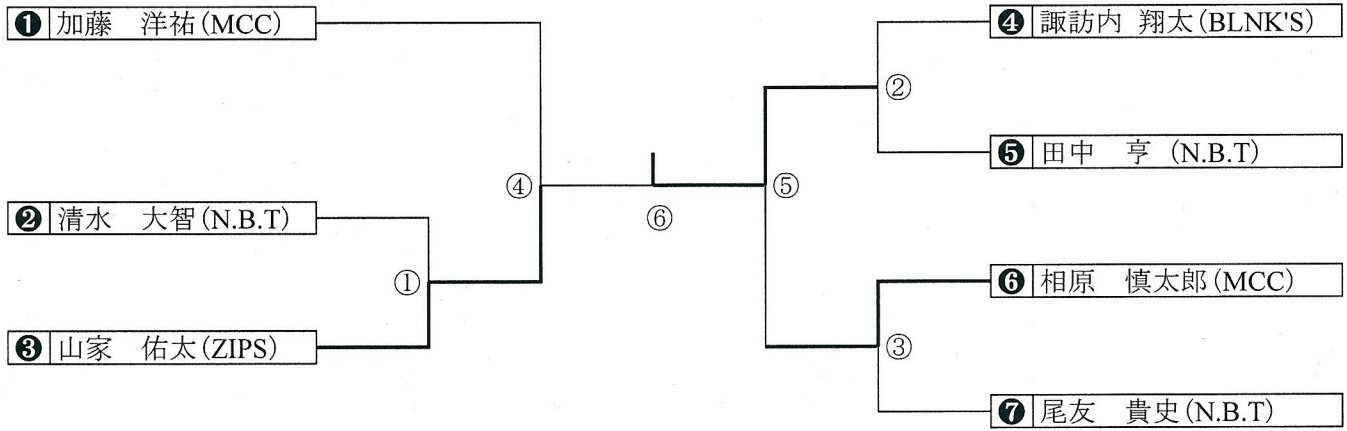 ❶ 加藤 洋祐(MCC)
❷ 清水 大智(N.B.T)
❸ 山家 佑太(ZIPS)
①
④
⑥
⑤
②
③
❹ 諏訪内 翔太(BLNK'S)
❺ 田中 亨 (N.B.T)
❻ 相原 慎太郎(MCC)
❼ 尾友 貴史(N.B.T)